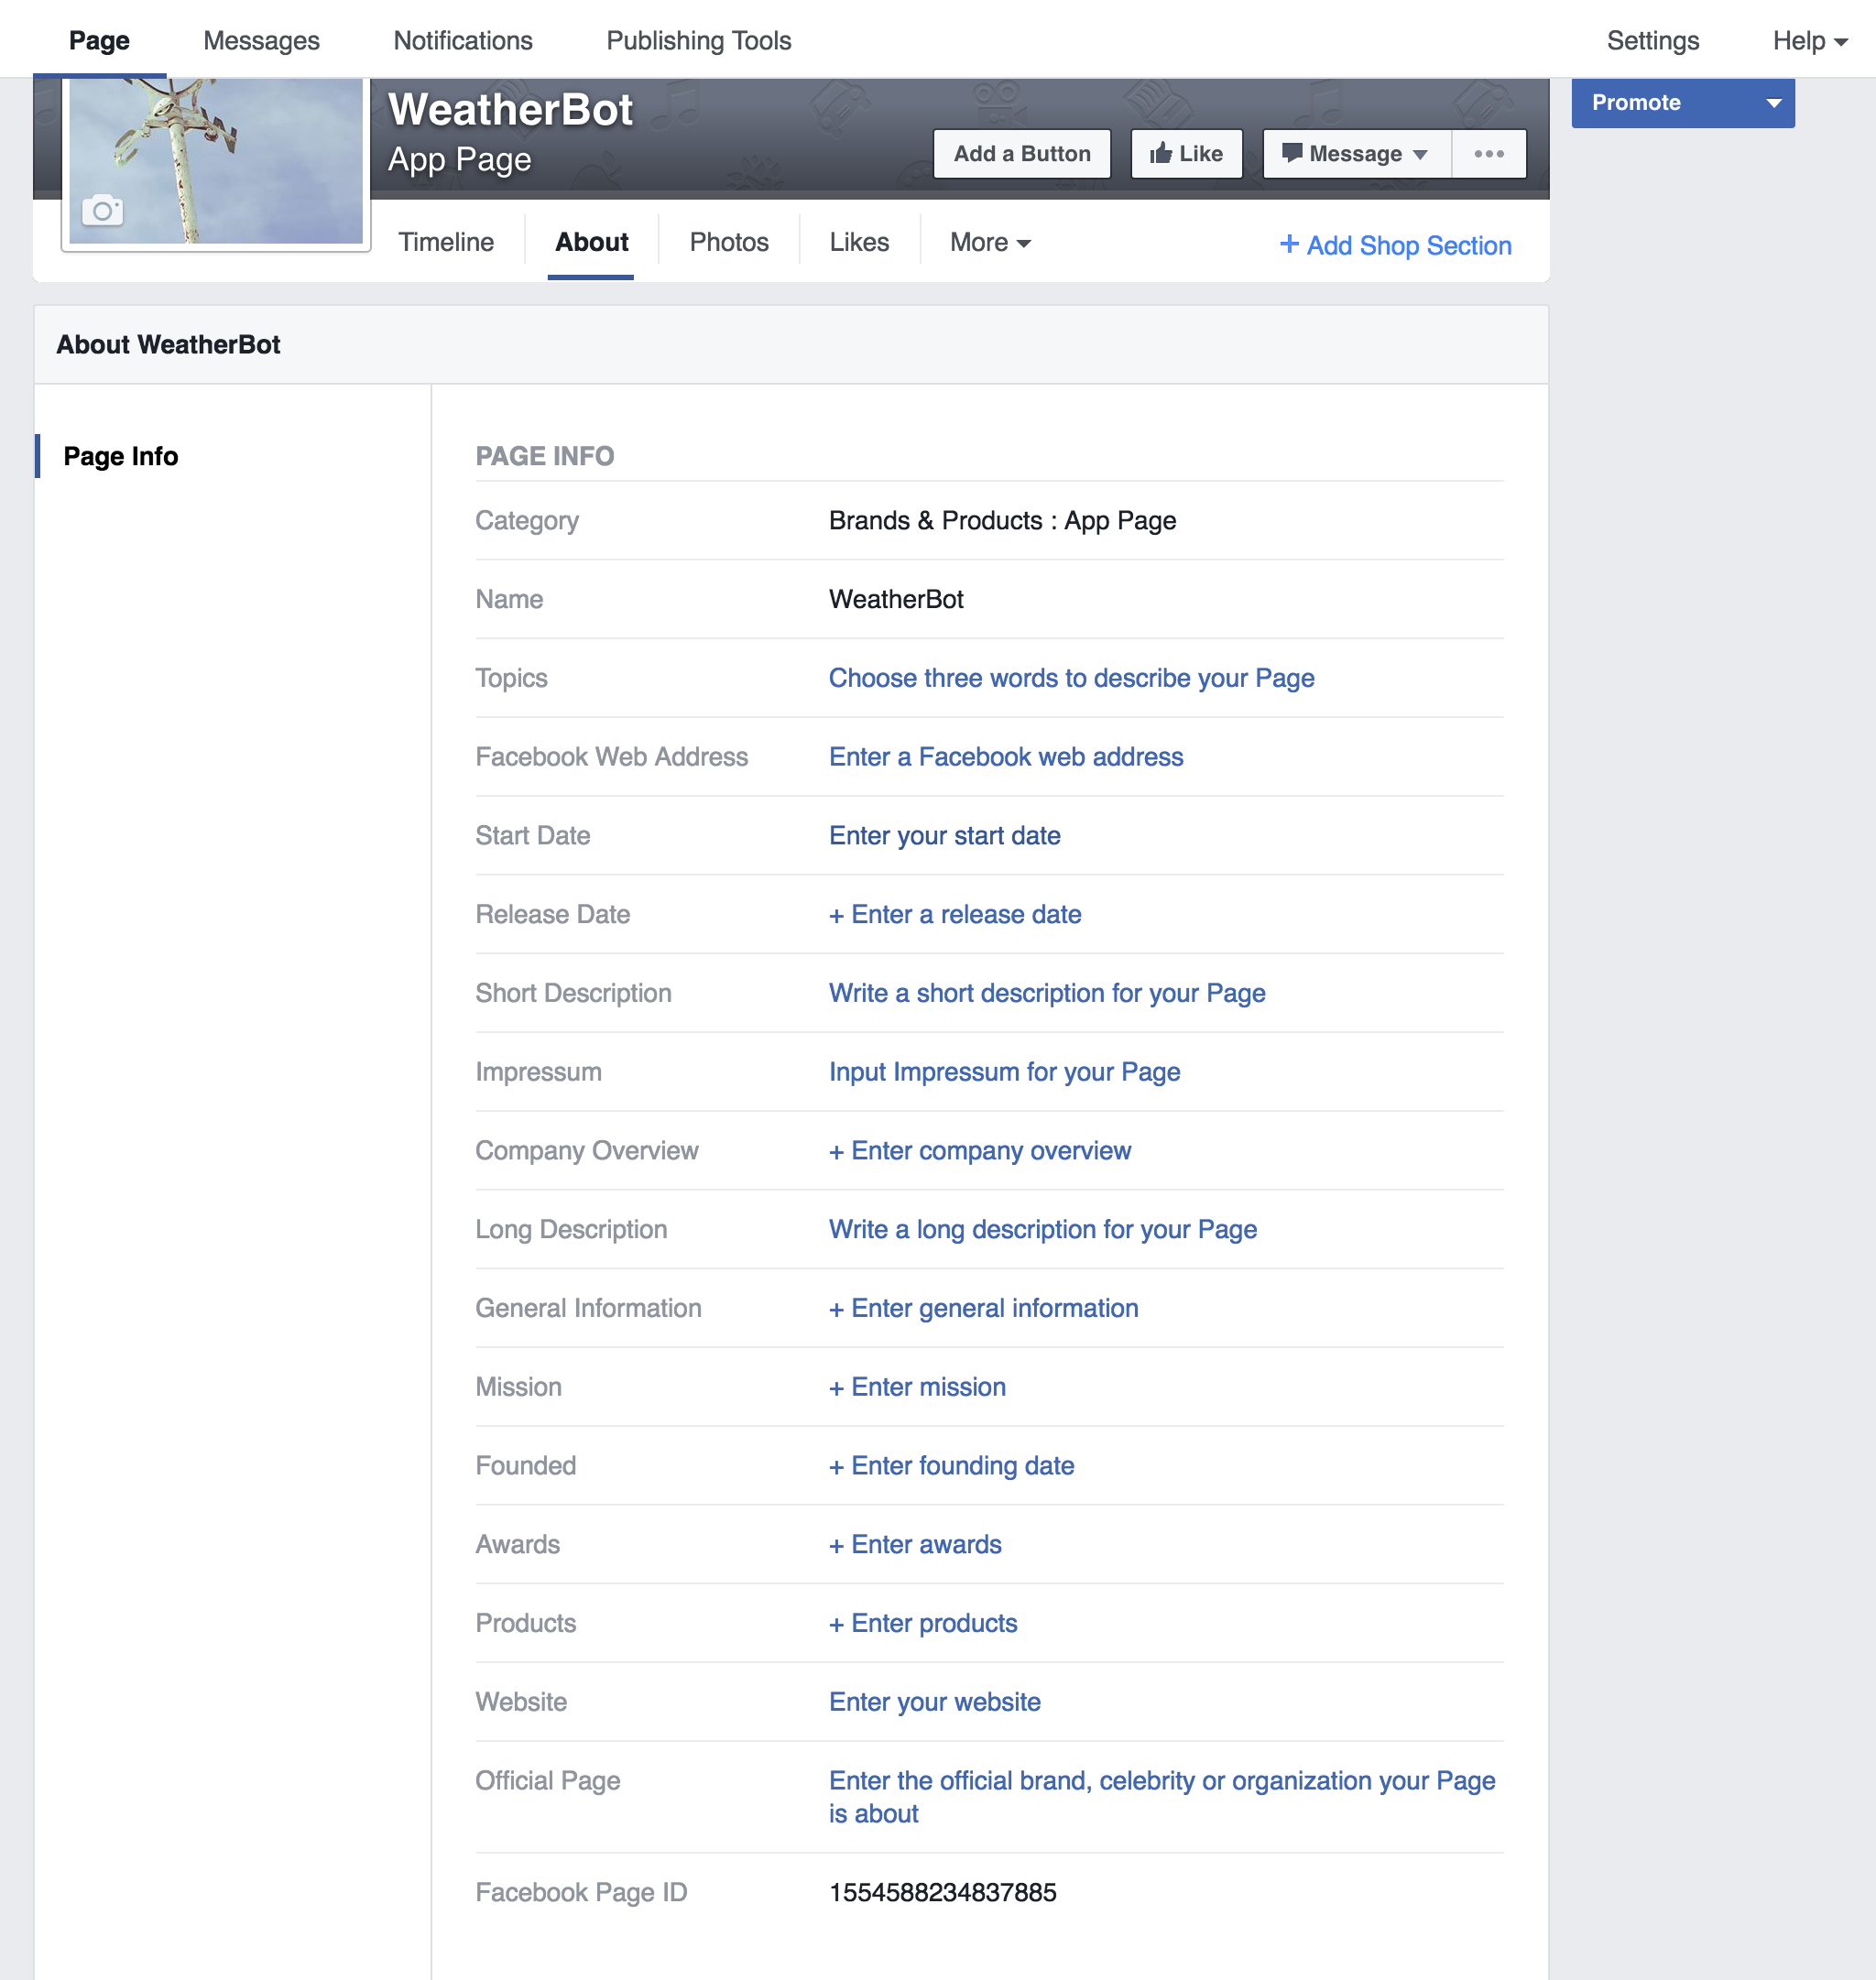 Page Messages Notifications Publishing Tools Settings Help
WeatherBot
App Page
Add a Button Like Message
Promote
Timeline About Photos Likes More + Add Shop Section
About WeatherBot
Page Info
PAGE INFO
Category Brands & Products : App Page
Name WeatherBot
Topics Choose three words to describe your Page
Facebook Web Address Enter a Facebook web address
Start Date Enter your start date
Release Date + Enter a release date
Short Description Write a short description for your Page
Impressum Input Impressum for your Page
Company Overview + Enter company overview
Long Description Write a long description for your Page
General Information + Enter general information
Mission + Enter mission
Founded + Enter founding date
Awards + Enter awards
Products + Enter products
Website Enter your website
Official Page Enter the official brand, celebrity or organization your Page
is about
Facebook Page ID 1554588234837885